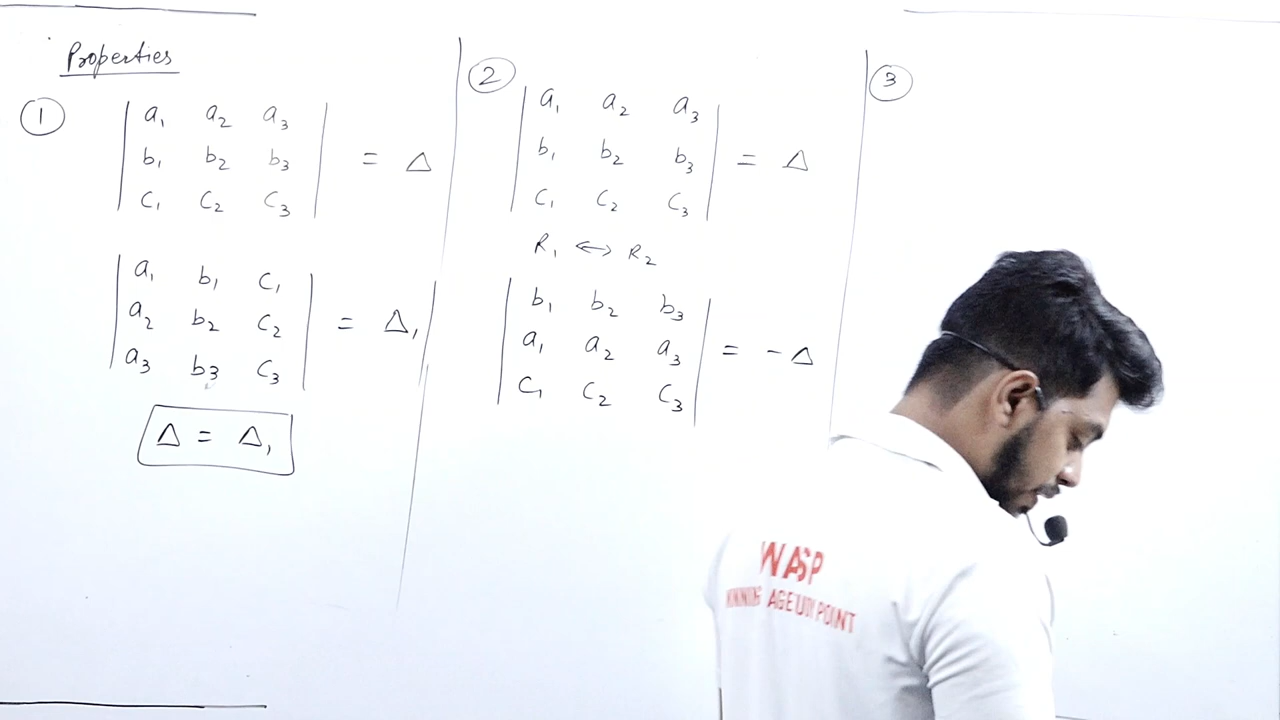 Properties
1
a₁ a₂ a₃
b₁ b₂ b₃ = Δ
c₁ c₂ c₃
a₁ b₁ c₁
a₂ b₂ c₂ = Δ₁
a₃ b₃ c₃
Δ = Δ₁
2
a₁ a₂ a₃
b₁ b₂ b₃ = Δ
c₁ c₂ c₃
R₁ ↔ R₂
b₁ b₂ b₃
a₁ a₂ a₃ = -Δ
c₁ c₂ c₃
3
WASP
POINT